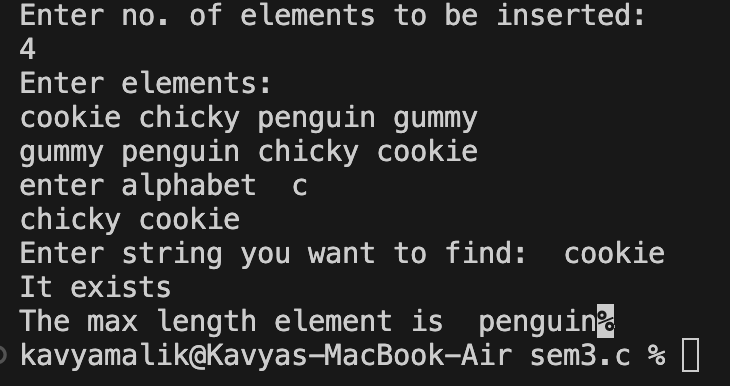 Enter no. of elements to be inserted:
4
Enter elements:
cookie chicky penguin gummy
gummy penguin chicky cookie
enter alphabet  c
chicky cookie
Enter string you want to find:  cookie
It exists
The max length element is  penguin%
kavyamalik@Kavyas-MacBook-Air sem3.c %